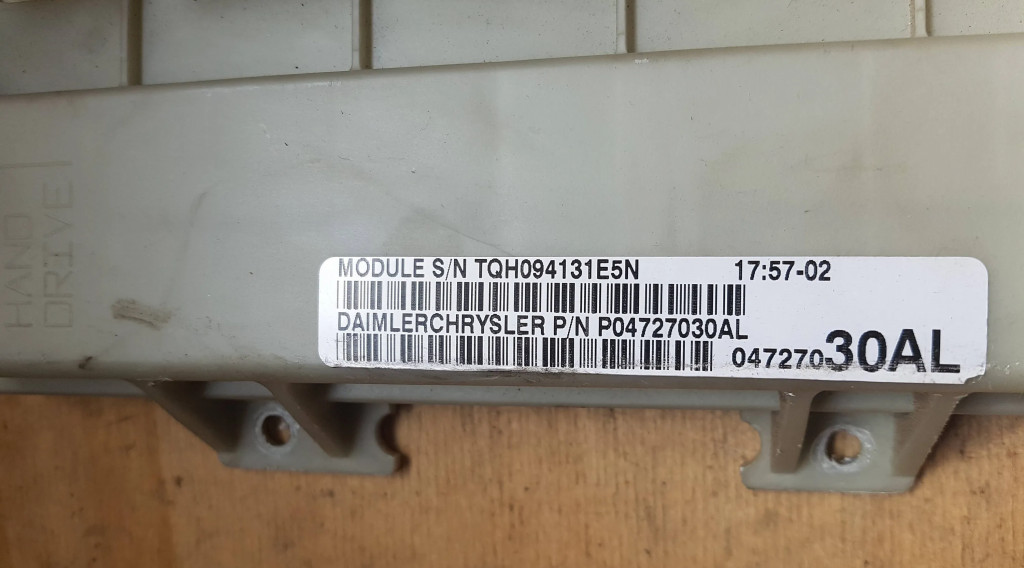 HAND
DRIVE
MODULE S/N TQH094131E5N 17:57-02
DAIMLERCHRYSLER P/N P04727030AL
04727030AL